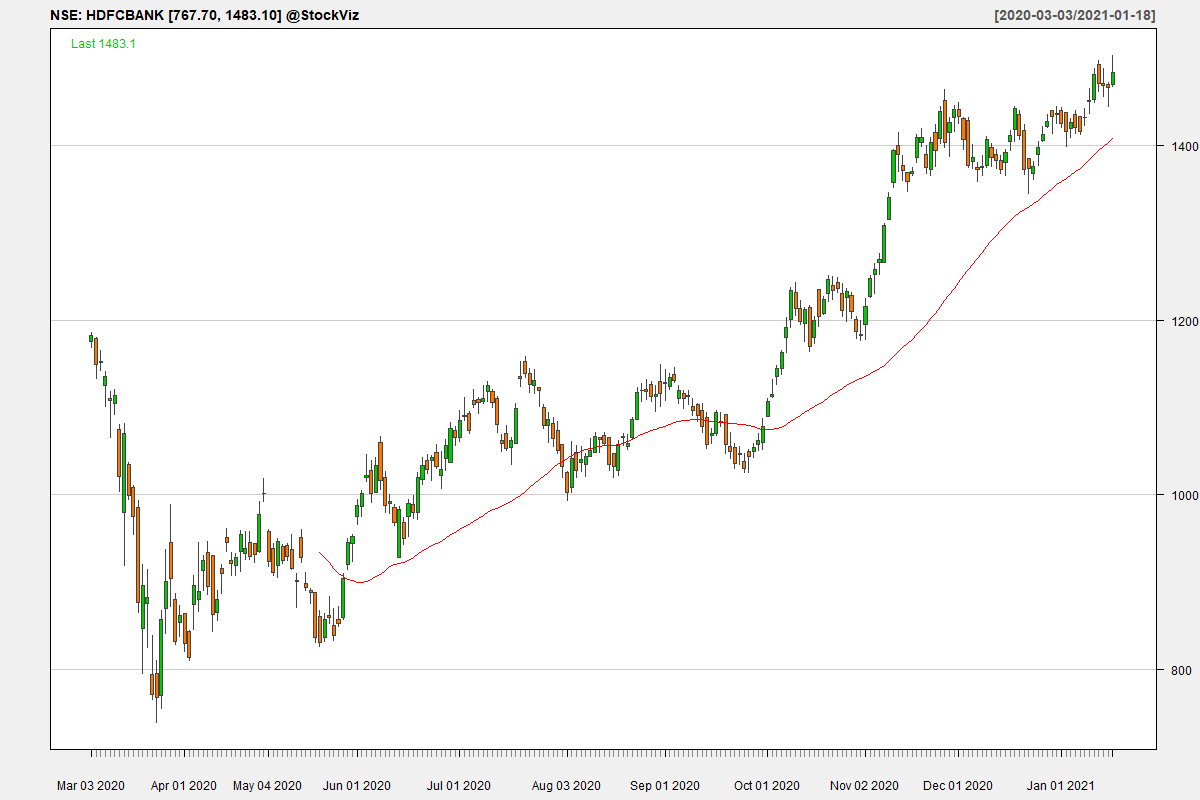 NSE: HDFCBANK [767.70, 1483.10] @StockViz
[2020-03-03/2021-01-18]
Last 1483.1
1400
1200
1000
800
Mar 03 2020
Apr 01 2020
May 04 2020
Jun 01 2020
Jul 01 2020
Aug 03 2020
Sep 01 2020
Oct 01 2020
Nov 02 2020
Dec 01 2020
Jan 01 2021